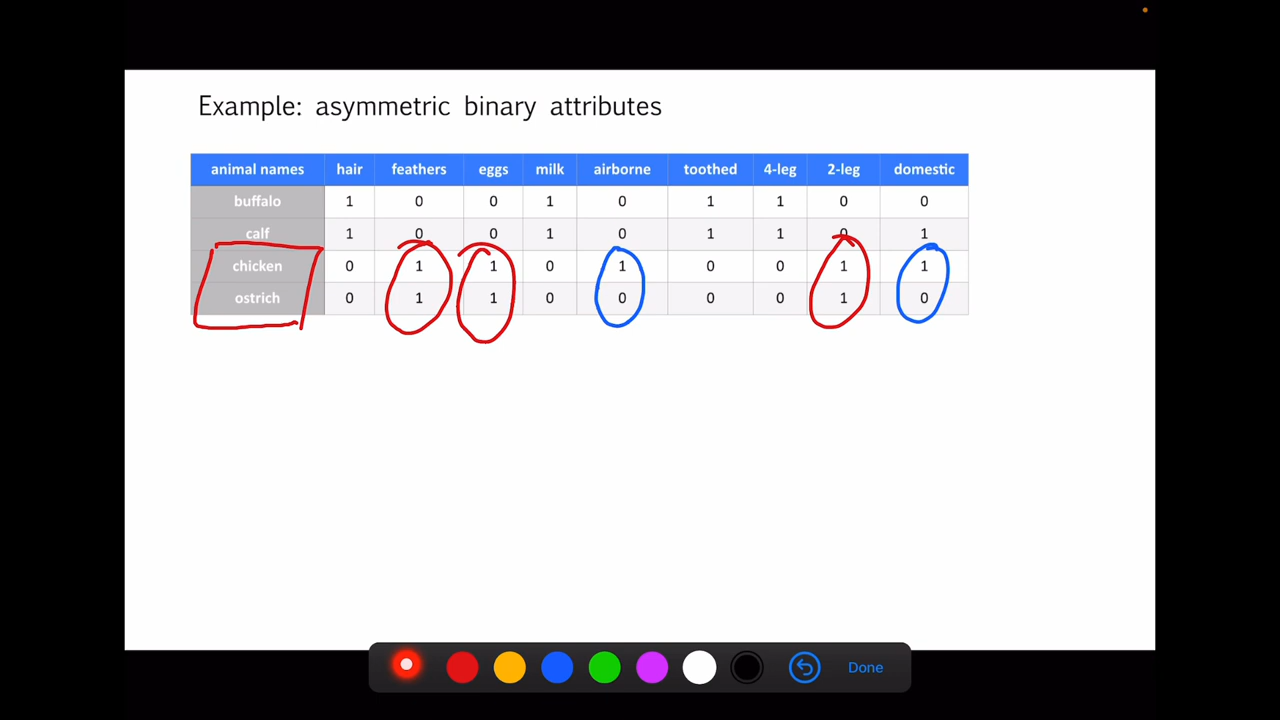 Example: asymmetric binary attributes
animal names hair feathers eggs milk airborne toothed 4-leg 2-leg domestic
buffalo 1 0 0 1 0 1 1 0 0
calf 1 0 0 1 0 1 1 0 1
chicken 0 1 1 0 1 0 0 1 1
ostrich 0 1 1 0 0 0 0 1 0
Done